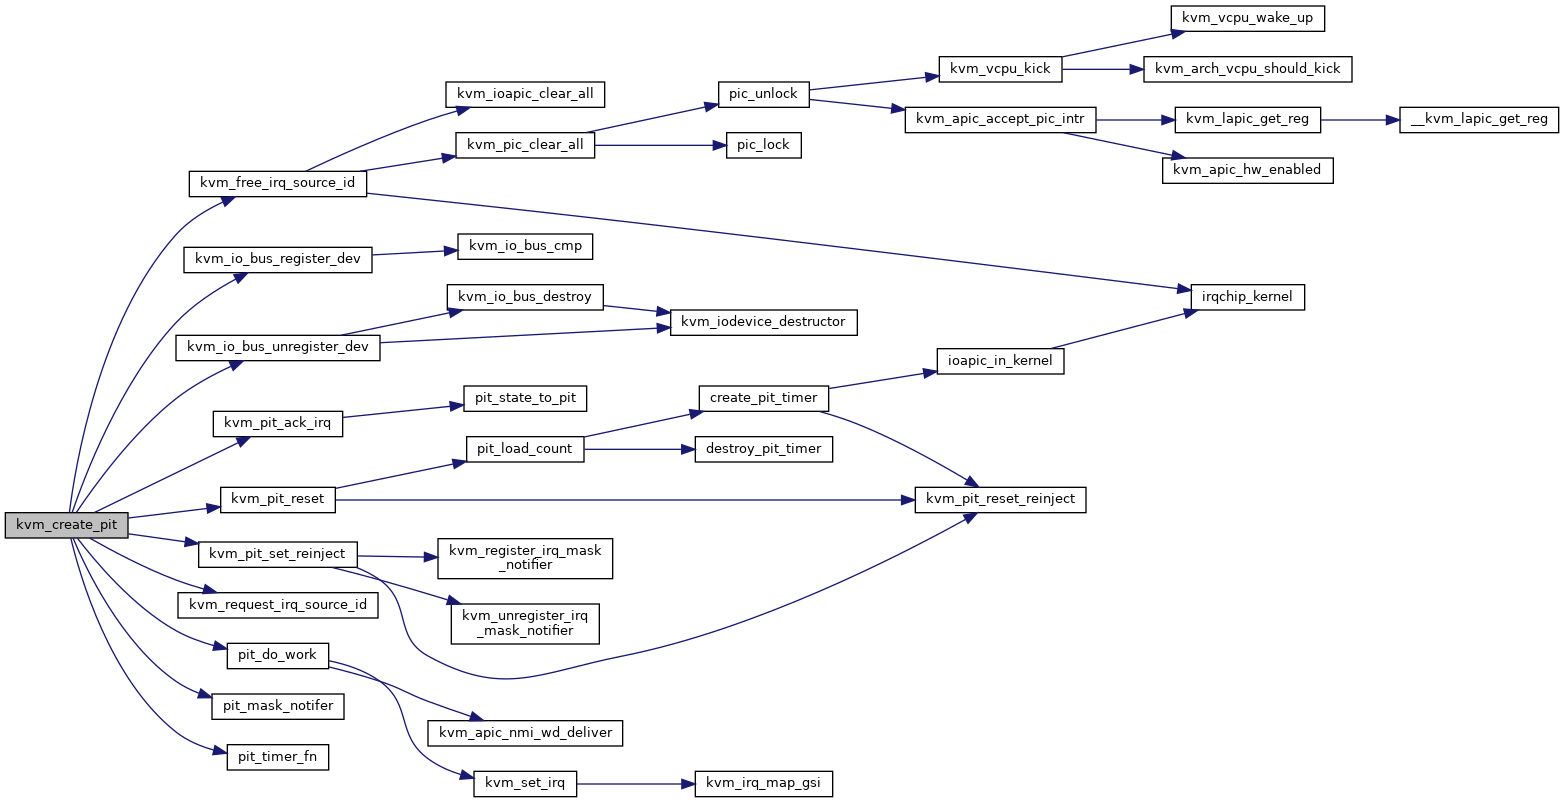 kvm_vcpu_wake_up
kvm_vcpu_kick
kvm_arch_vcpu_should_kick
kvm_ioapic_clear_all
pic_unlock
kvm_apic_accept_pic_intr
kvm_lapic_get_reg
__kvm_lapic_get_reg
kvm_pic_clear_all
pic_lock
kvm_apic_hw_enabled
kvm_free_irq_source_id
kvm_io_bus_cmp
kvm_io_bus_register_dev
kvm_io_bus_destroy
irqchip_kernel
kvm_iodevice_destructor
kvm_io_bus_unregister_dev
ioapic_in_kernel
pit_state_to_pit
create_pit_timer
kvm_pit_ack_irq
pit_load_count
destroy_pit_timer
kvm_pit_reset
kvm_pit_reset_reinject
kvm_create_pit
kvm_pit_set_reinject
kvm_register_irq_mask
_notifier
kvm_request_irq_source_id
kvm_unregister_irq
_mask_notifier
pit_do_work
pit_mask_notifer
kvm_apic_nmi_wd_deliver
pit_timer_fn
kvm_set_irq
kvm_irq_map_gsi